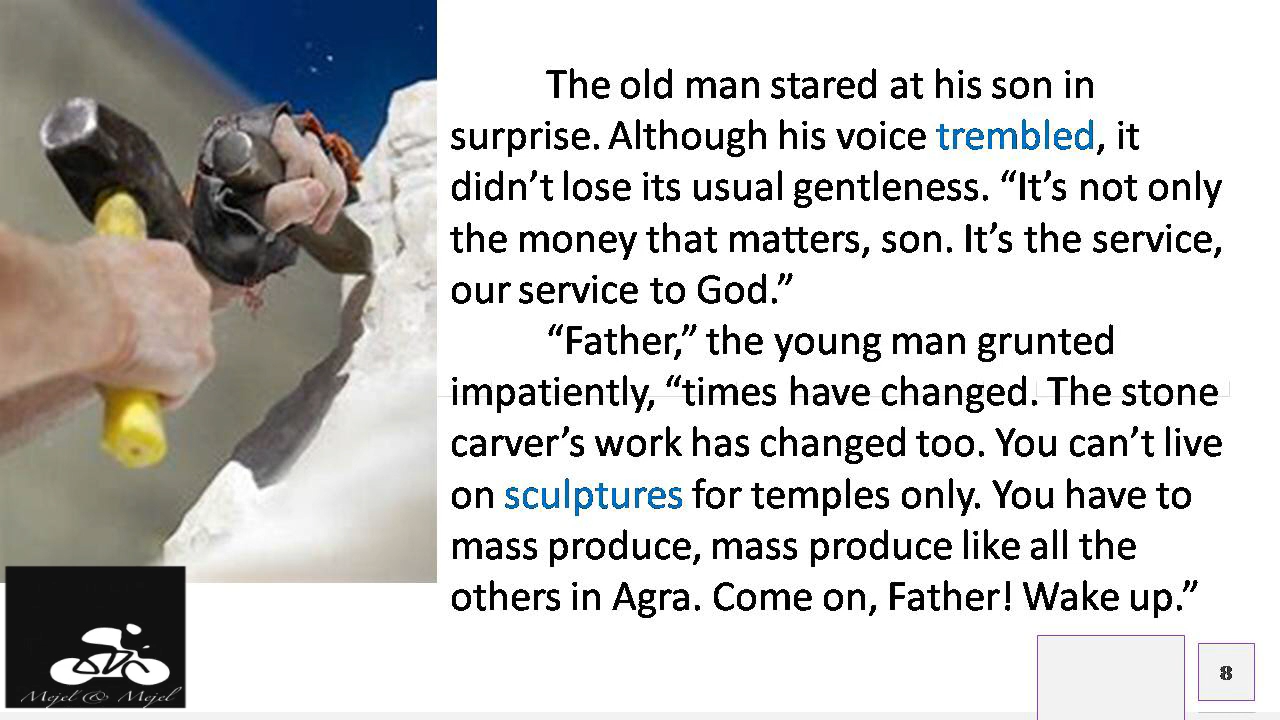 The old man stared at his son in
surprise. Although his voice trembled, it
didn’t lose its usual gentleness. “It’s not only
the money that matters, son. It’s the service,
our service to God.”
“Father,” the young man grunted
impatiently, “times have changed. The stone
carver’s work has changed too. You can’t live
on sculptures for temples only. You have to
mass produce, mass produce like all the
others in Agra. Come on, Father! Wake up.”
Mejel & Mejel
8